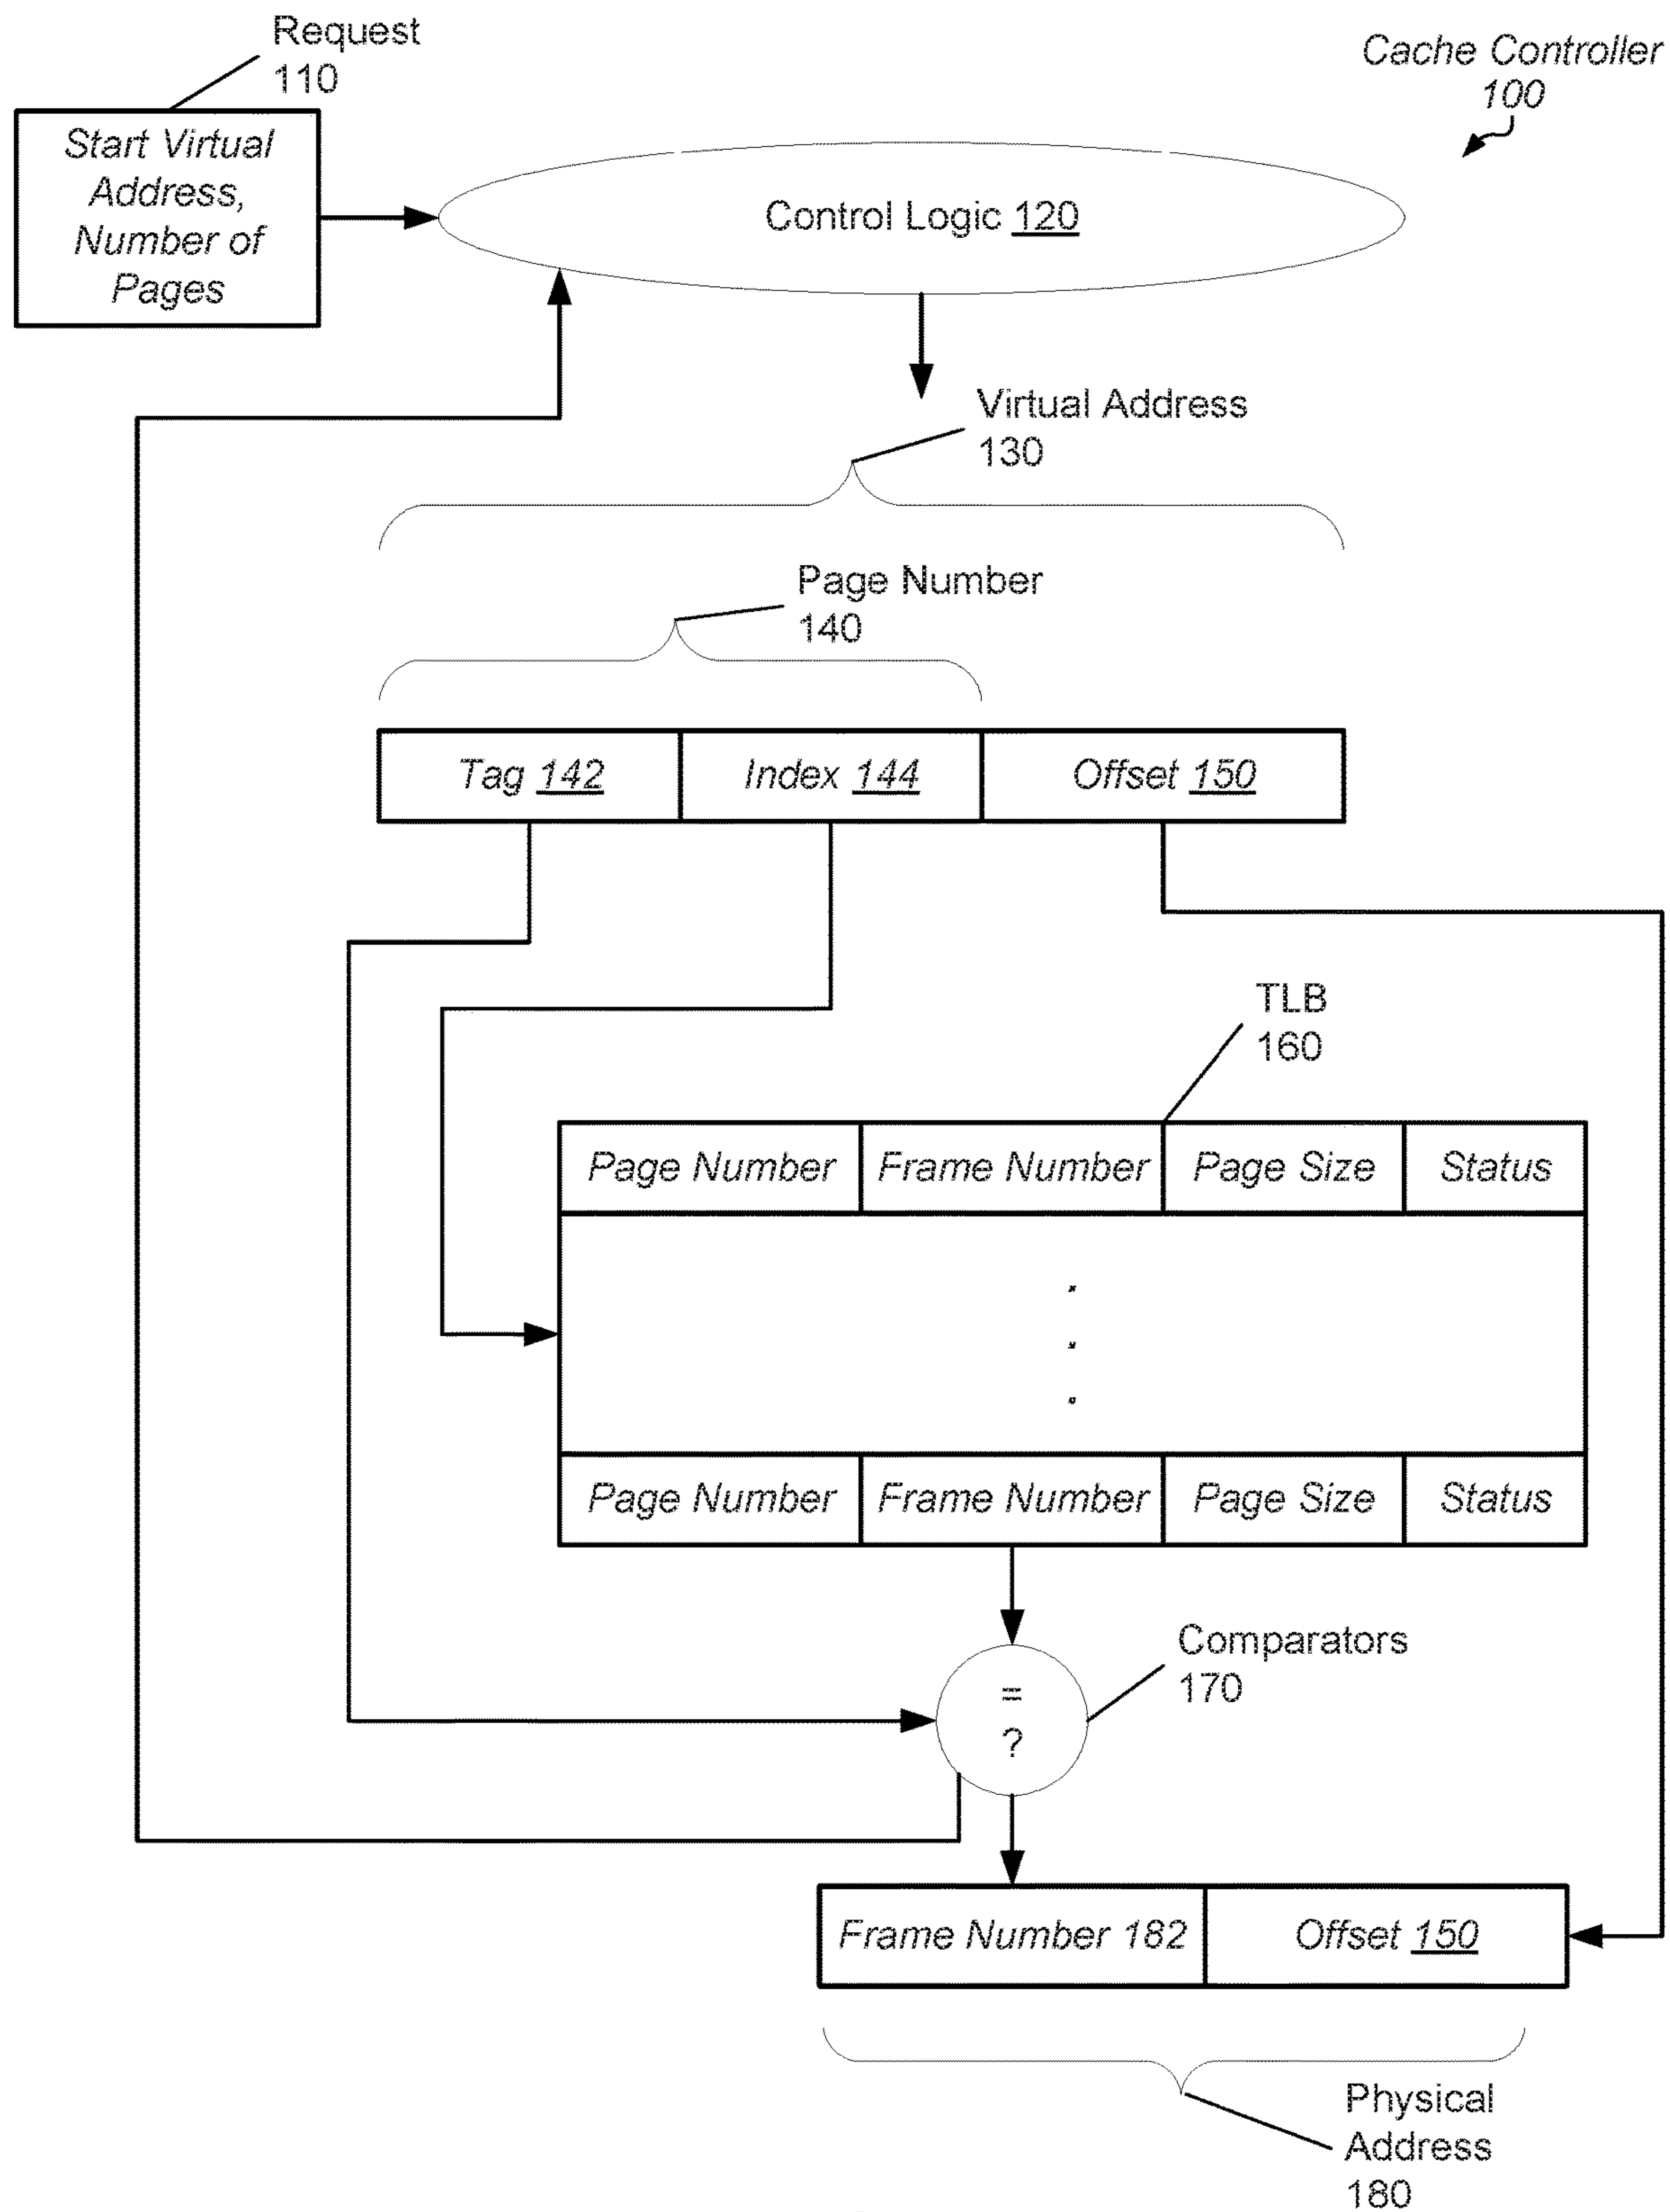 Request
110
Cache Controller
100
Start Virtual
Address,
Number of
Pages
Control Logic 120
Virtual Address
130
Page Number
140
Tag 142 Index 144 Offset 150
TLB
160
Page Number Frame Number Page Size Status
Page Number Frame Number Page Size Status
Comparators
170
=
?
Frame Number 182 Offset 150
Physical
Address
180